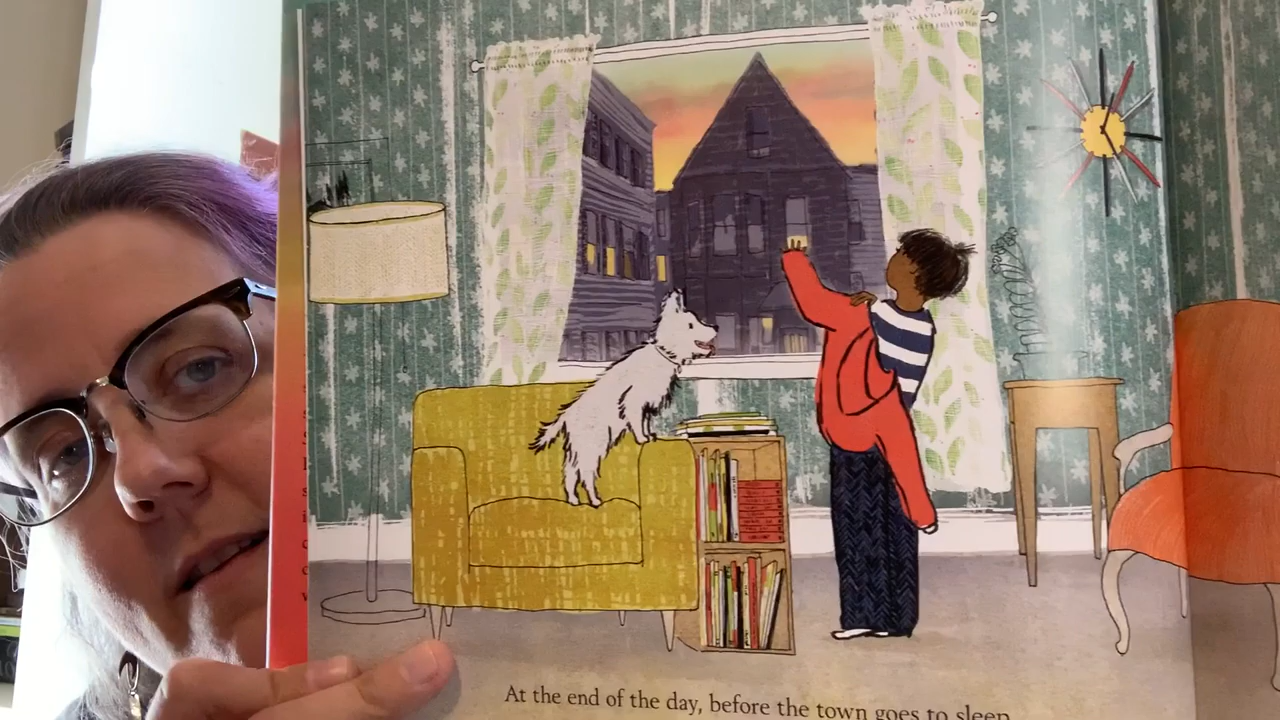 At the end of the day, before the town goes to sleep,